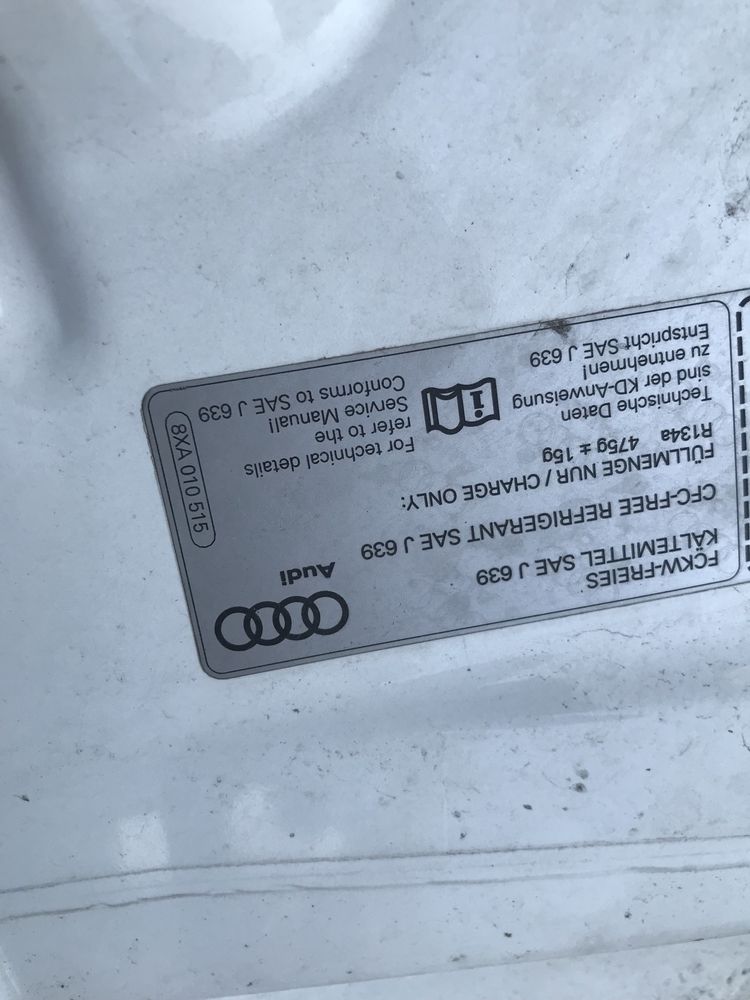 Audi
FCKW-FREIES
KÄLTEMITTEL SAE J 639
CFC-FREE REFRIGERANT SAE J 639
FÜLLMENGE NUR / CHARGE ONLY:
R134a 475g ± 15g
Technische Daten
sind der KD-Anweisung
zu entnehmen!
Entspricht SAE J 639
i
For technical details
refer to the
Service Manual!
Conforms to SAE J 639
8XA 010 515